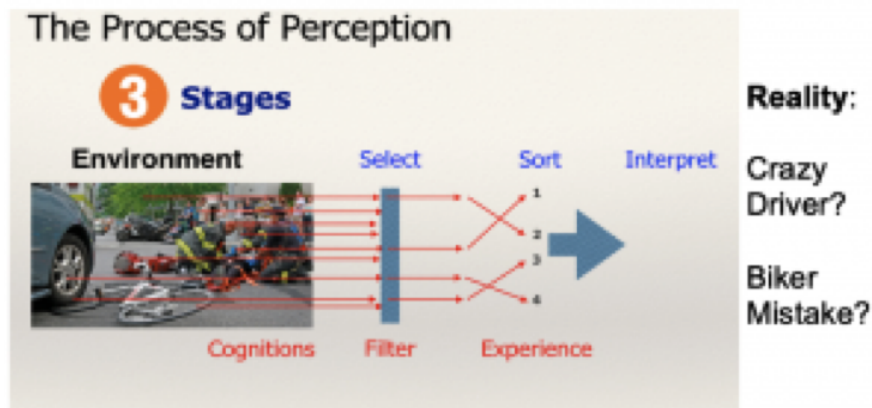 The Process of Perception
3 Stages
Reality:
Environment
Select
Sort
Interpret
Crazy
Driver?
1
2
3
4
Biker
Mistake?
Cognitions
Filter
Experience